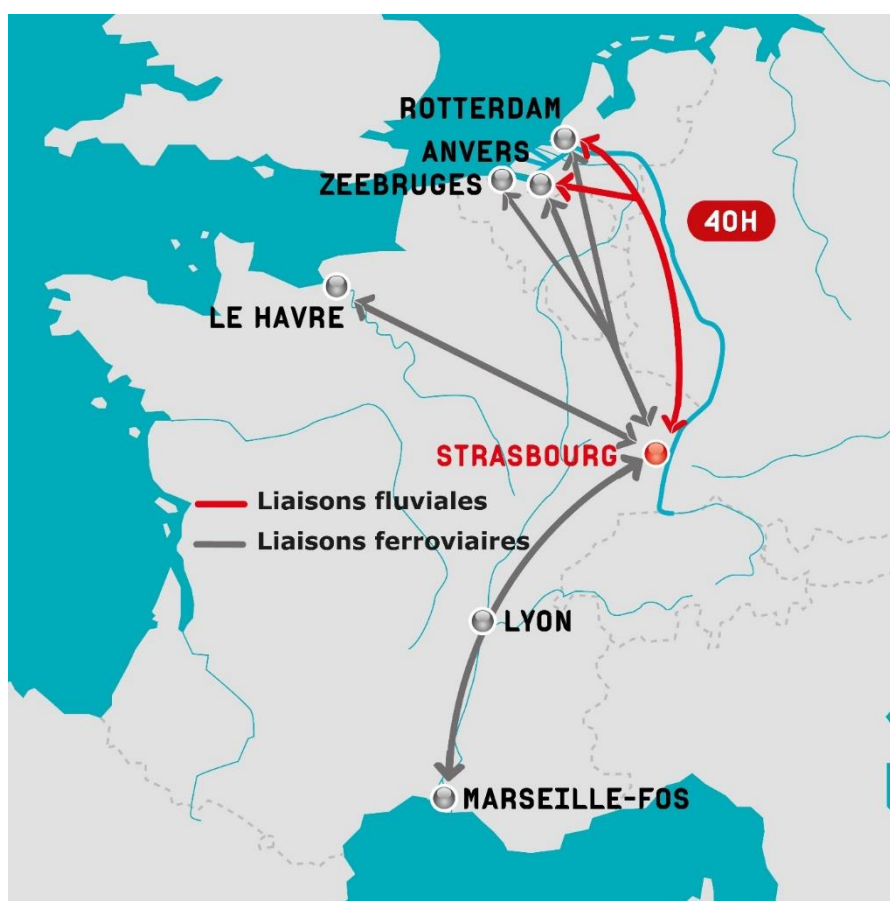 ROTTERDAM
ANVERS
ZEEBRUGES
40H
LE HAVRE
STRASBOURG
Liaisons fluviales
Liaisons ferroviaires
LYON
MARSEILLE-FOS